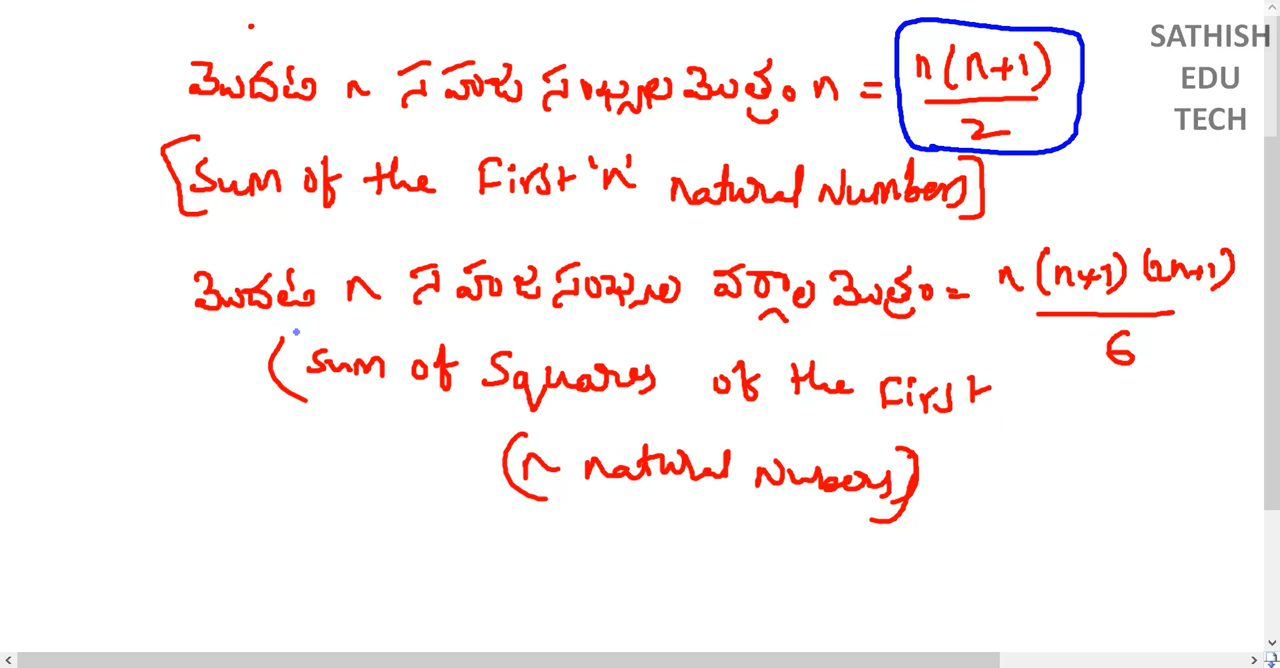 మొదటి n సహజ సంఖ్యల మొత్తం n = n(n+1)/2
[Sum of the First 'n' natural Numbers]
మొదటి n సహజ సంఖ్యల వర్గాల మొత్తం = n(n+1)(2n+1)/6
(Sum of Squares of the First
(n natural Nubers)
SATHISH
EDU
TECH